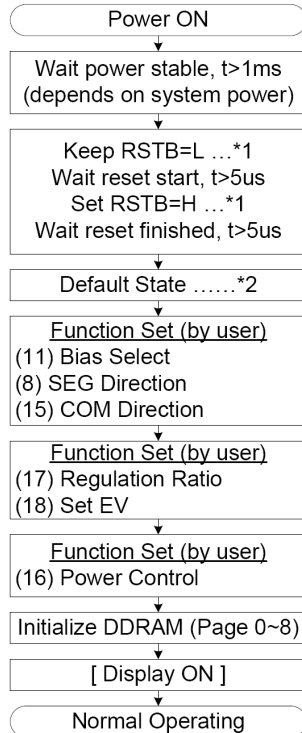 Power ON
Wait power stable, t>1ms
(depends on system power)
Keep RSTB=L ...*1
Wait reset start, t>5us
Set RSTB=H ...*1
Wait reset finished, t>5us
Default State ......*2
Function Set (by user)
(11) Bias Select
(8) SEG Direction
(15) COM Direction
Function Set (by user)
(17) Regulation Ratio
(18) Set EV
Function Set (by user)
(16) Power Control
Initialize DDRAM (Page 0~8)
[ Display ON ]
Normal Operating